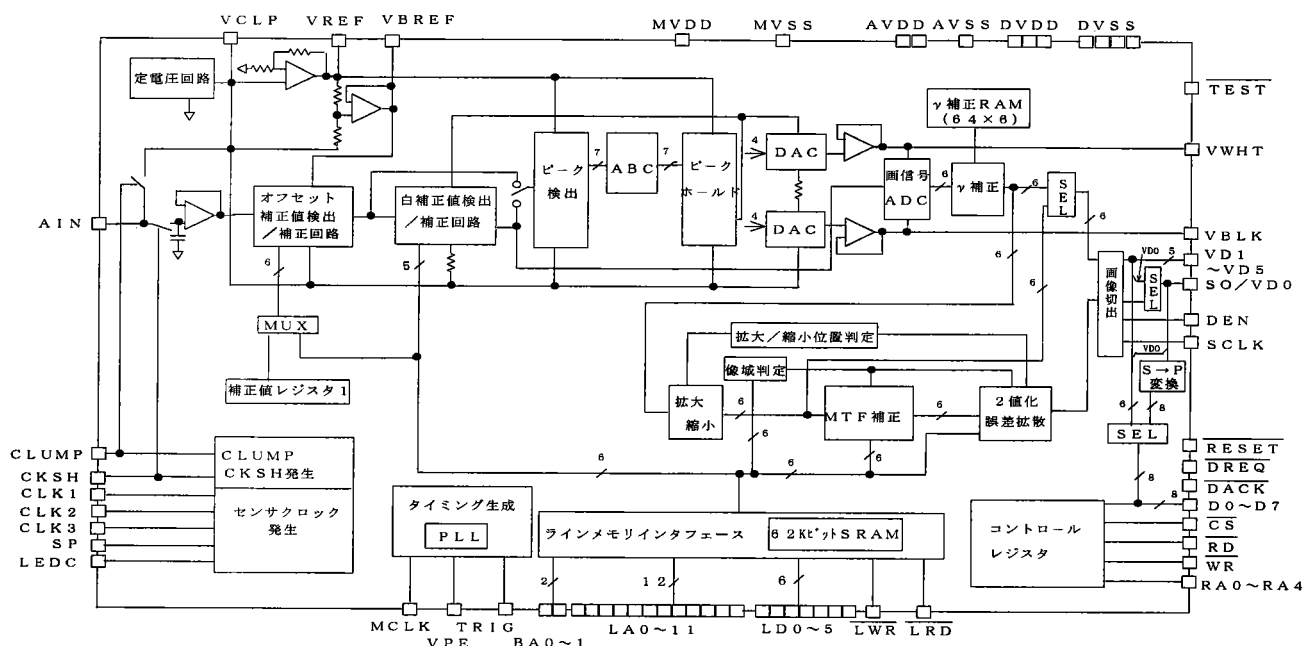 VCLP
VREF
VBREF
MVDD
MVSS
AVDD
AVSS
DVDD
DVSS
定電圧回路
γ補正RAM
(64×6)
TEST
VWHT
AIN
オフセット
補正値検出
／補正回路
白補正値検出
／補正回路
ピーク
検出
7
ABC
7
ピーク
ホールド
4
DAC
4
DAC
画信号
ADC
6
γ補正
6
SEL
6
VBLK
VD1
〜VD5
SO/VD0
DEN
SCLK
VDO
5
SEL
画像切出
VDO
S→P
変換
6
5
6
6
MUX
補正値レジスタ1
拡大／縮小位置判定
像域判定
拡大
縮小
6
MTF補正
6
2値化
誤差拡散
6
8
SEL
6
6
6
6
8
8
CLUMP
CKSH
CLK1
CLK2
CLK3
SP
LEDC
CLUMP
CKSH発生
センサクロック
発生
タイミング生成
PLL
ラインメモリインタフェース
62KビットSRAM
コントロール
レジスタ
RESET
DREQ
DACK
D0〜D7
CS
RD
WR
RA0〜RA4
2
12
6
MCLK
VPE
TRIG
BA0〜1
LA0〜11
LD0〜5
LWR
LRD